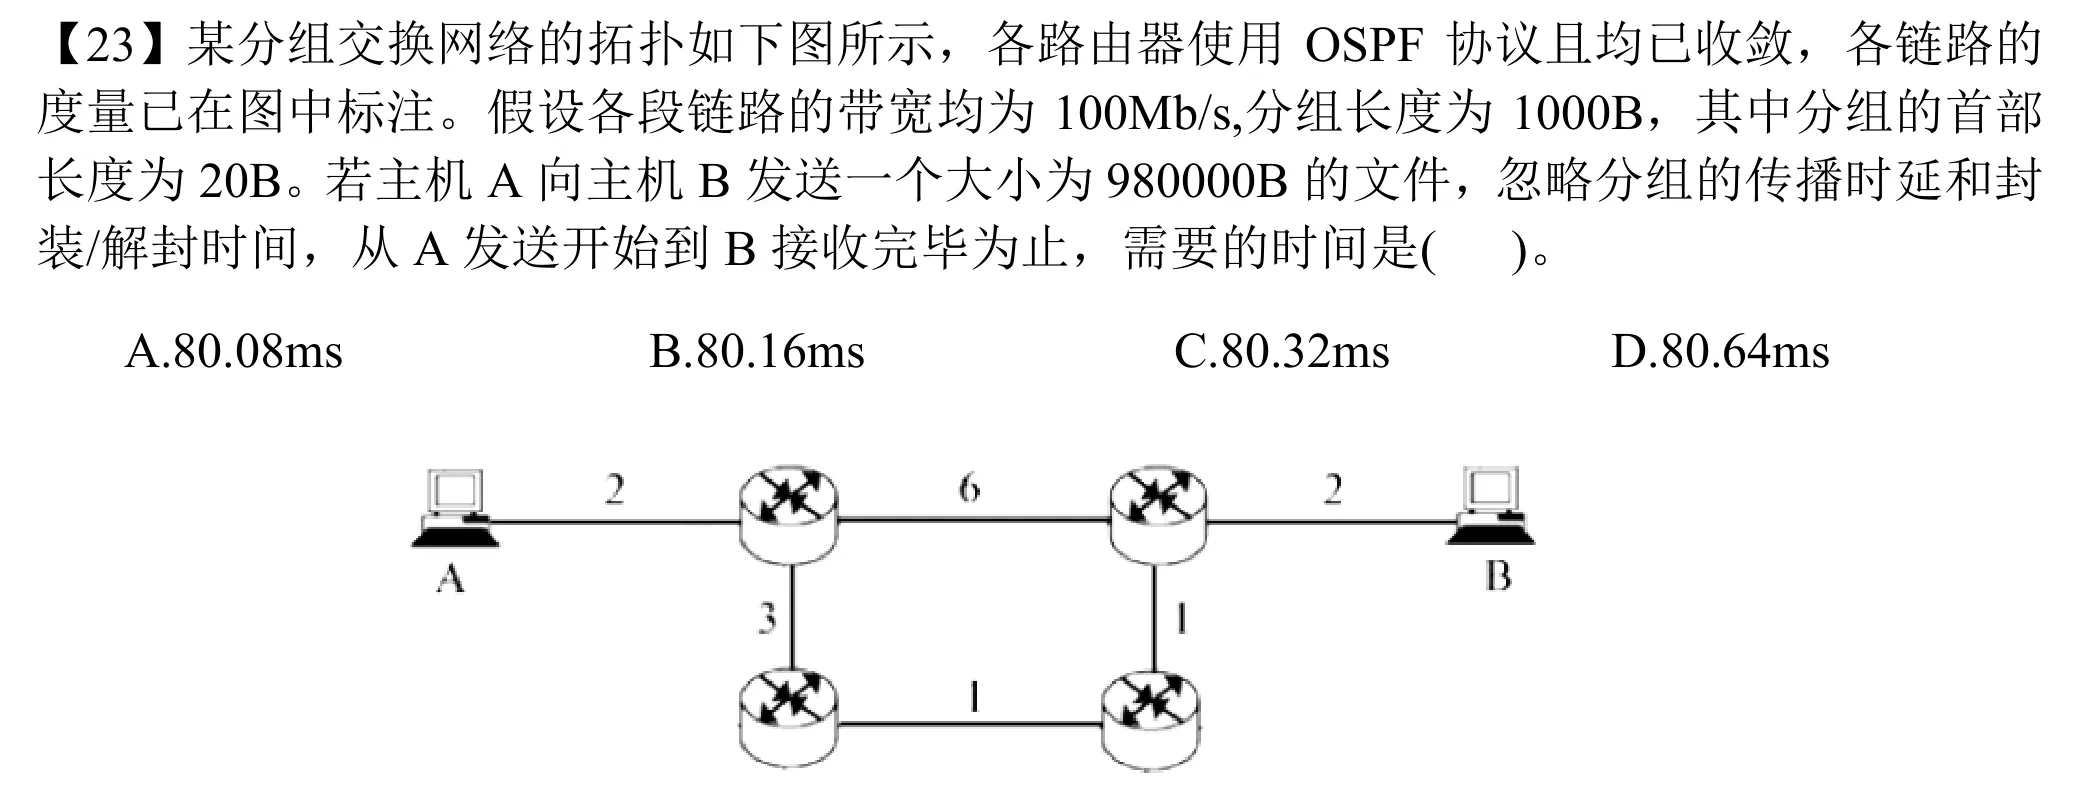 【23】某分组交换网络的拓扑如下图所示，各路由器使用 OSPF 协议且均已收敛，各链路的
度量已在图中标注。假设各段链路的带宽均为 100Mb/s,分组长度为 1000B，其中分组的首部
长度为 20B。若主机 A 向主机 B 发送一个大小为 980000B 的文件，忽略分组的传播时延和封
装/解封时间，从 A 发送开始到 B 接收完毕为止，需要的时间是(     )。
A.80.08ms B.80.16ms C.80.32ms D.80.64ms
2 6 2
A B
3 1
1